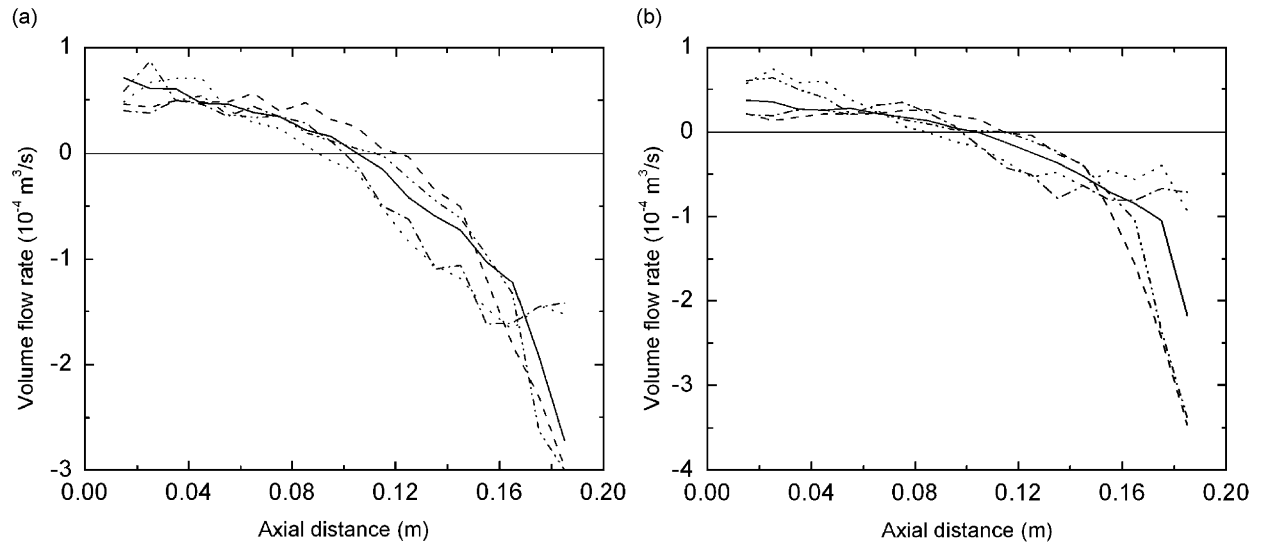 (a)
1
0
-1
-2
-3
0.00 0.04 0.08 0.12 0.16 0.20
Axial distance (m)
Volume flow rate (10⁻⁴ m³/s)
(b)
1
0
-1
-2
-3
-4
0.00 0.04 0.08 0.12 0.16 0.20
Axial distance (m)
Volume flow rate (10⁻⁴ m³/s)